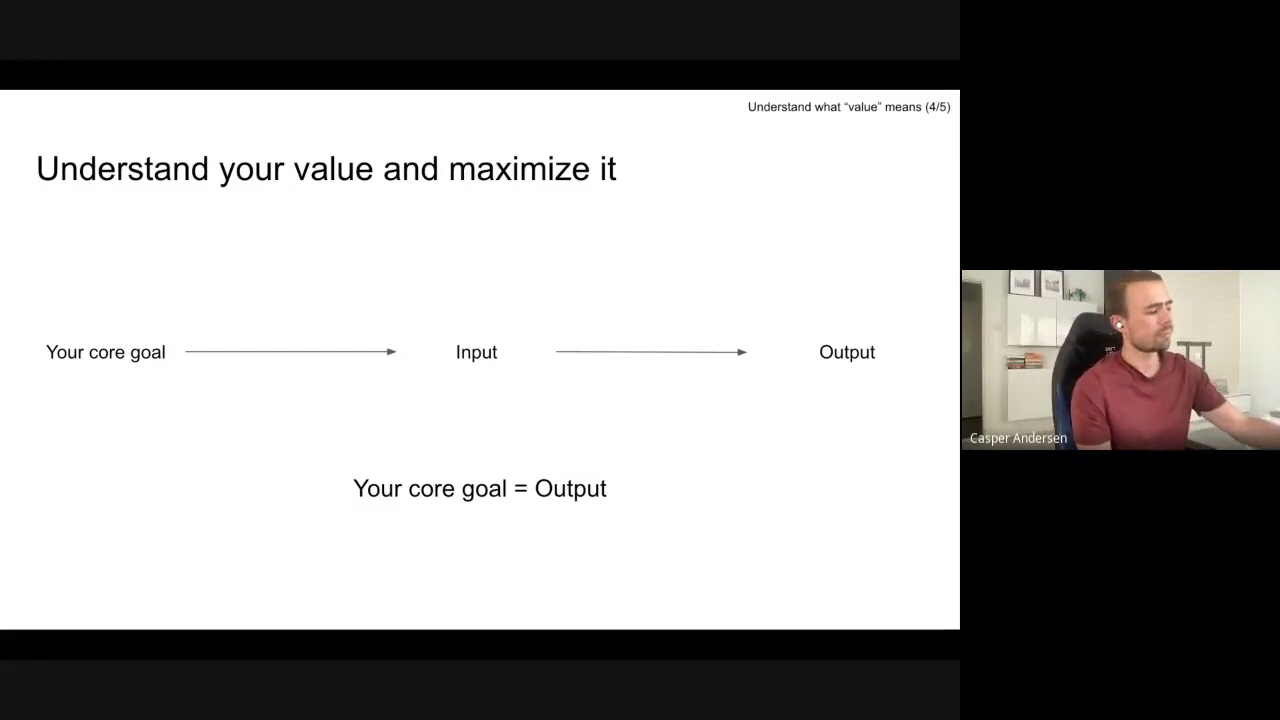 Understand what “value” means (4/5)
Understand your value and maximize it
Your core goal
Input
Output
Your core goal = Output
Casper Andersen